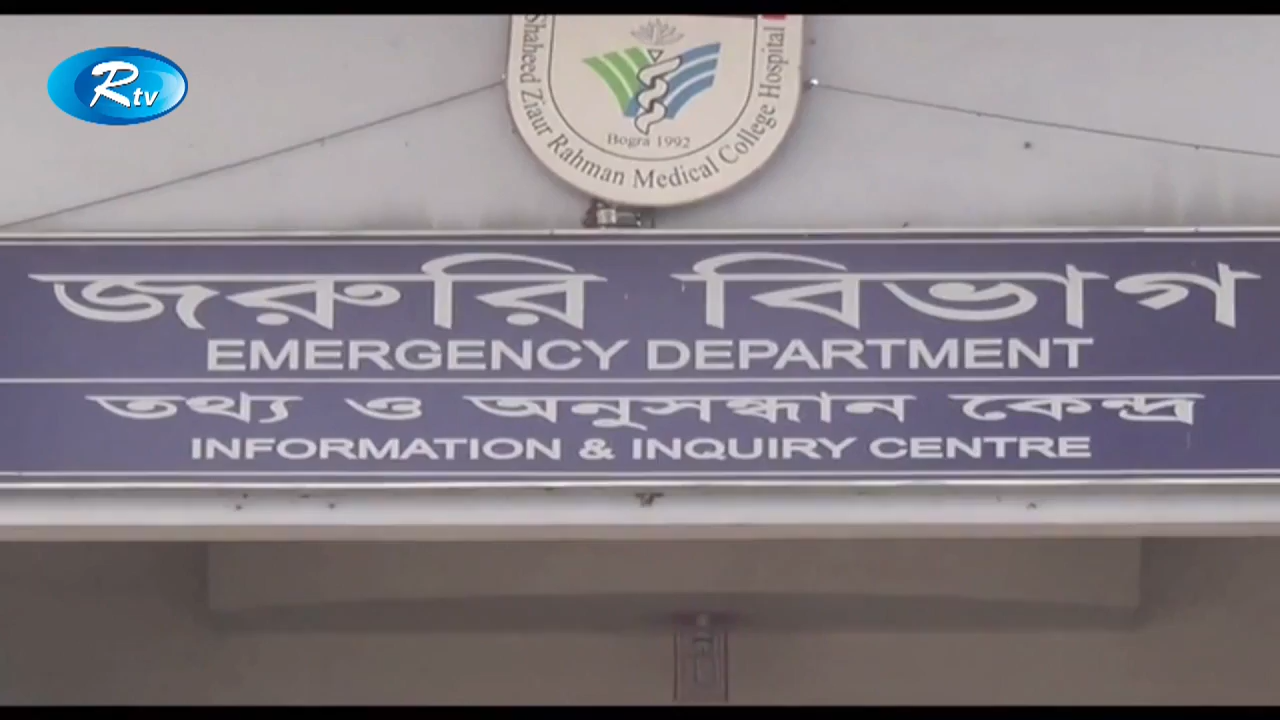 Rtv
Shaheed Ziaur Rahman Medical College Hospital
Bogra 1992
জরুরি বিভাগ
EMERGENCY DEPARTMENT
তথ্য ও অনুসন্ধান কেন্দ্র
INFORMATION & INQUIRY CENTRE